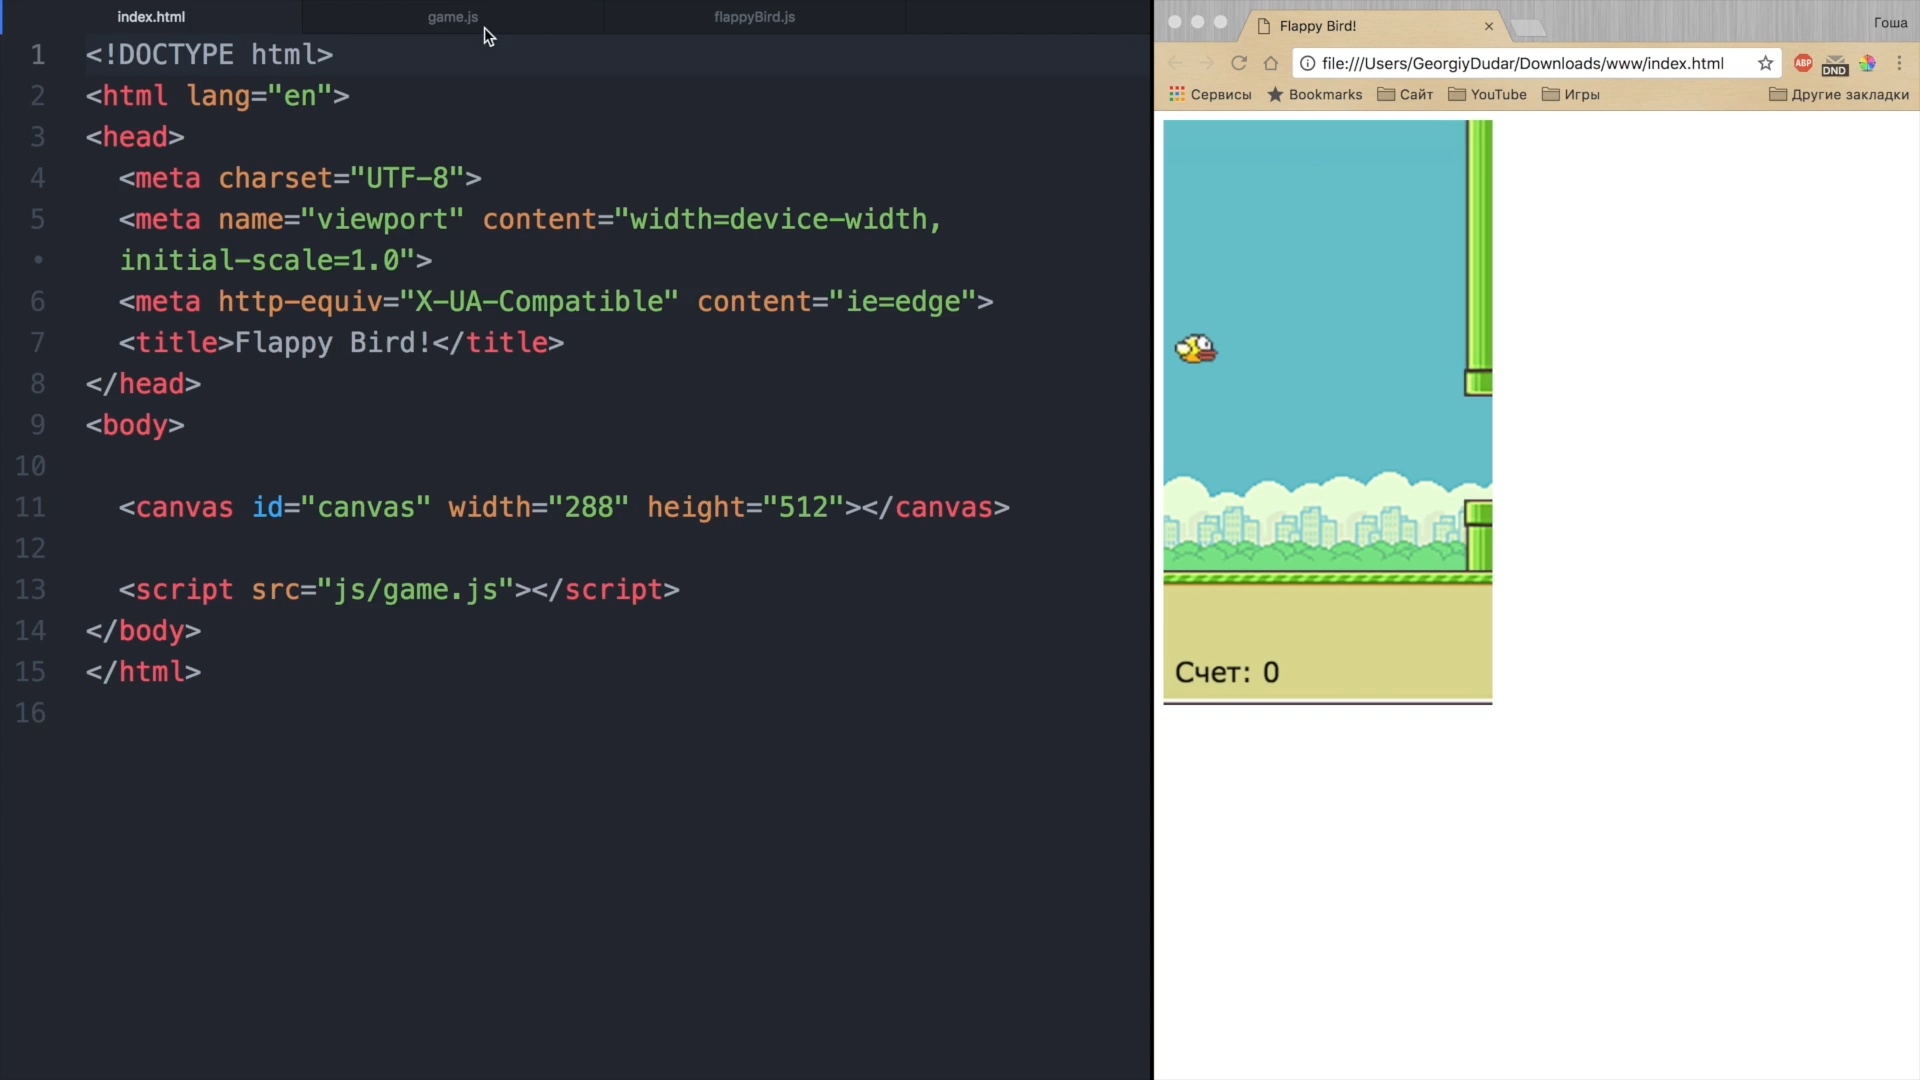 index.html
game.js
flappyBird.js
1 <!DOCTYPE html>
2 <html lang="en">
3 <head>
4 <meta charset="UTF-8">
5 <meta name="viewport" content="width=device-width,
• initial-scale=1.0">
6 <meta http-equiv="X-UA-Compatible" content="ie=edge">
7 <title>Flappy Bird!</title>
8 </head>
9 <body>
10
11 <canvas id="canvas" width="288" height="512"></canvas>
12
13 <script src="js/game.js"></script>
14 </body>
15 </html>
16
Flappy Bird!
Гоша
file:///Users/GeorgiyDudar/Downloads/www/index.html
ABP
DND
Сервисы
Bookmarks
Сайт
YouTube
Игры
Другие закладки
Счет: 0